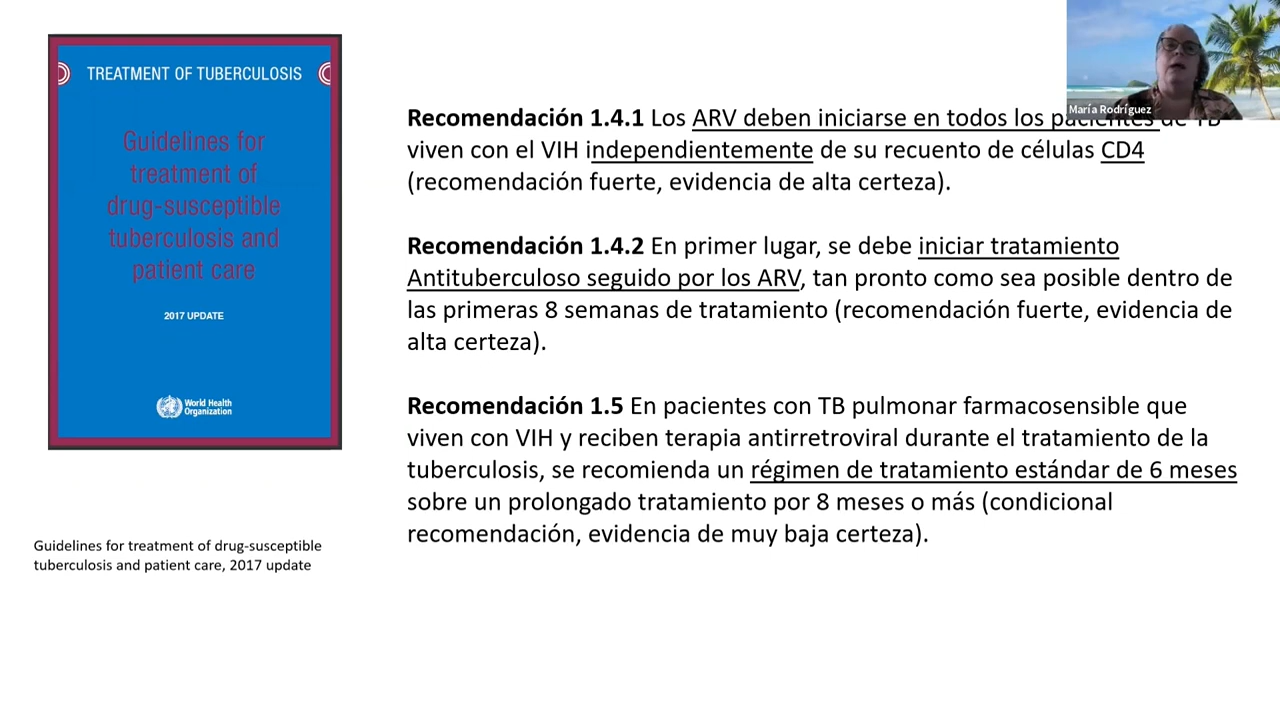 TREATMENT OF TUBERCULOSIS
Guidelines for
treatment of
drug-susceptible
tuberculosis and
patient care
2017 UPDATE
World Health
Organization
Guidelines for treatment of drug-susceptible
tuberculosis and patient care, 2017 update
María Rodríguez
Recomendación 1.4.1 Los ARV deben iniciarse en todos los pacientes de TB
viven con el VIH independientemente de su recuento de células CD4
(recomendación fuerte, evidencia de alta certeza).
Recomendación 1.4.2 En primer lugar, se debe iniciar tratamiento
Antituberculoso seguido por los ARV, tan pronto como sea posible dentro de
las primeras 8 semanas de tratamiento (recomendación fuerte, evidencia de
alta certeza).
Recomendación 1.5 En pacientes con TB pulmonar farmacosensible que
viven con VIH y reciben terapia antirretroviral durante el tratamiento de la
tuberculosis, se recomienda un régimen de tratamiento estándar de 6 meses
sobre un prolongado tratamiento por 8 meses o más (condicional
recomendación, evidencia de muy baja certeza).